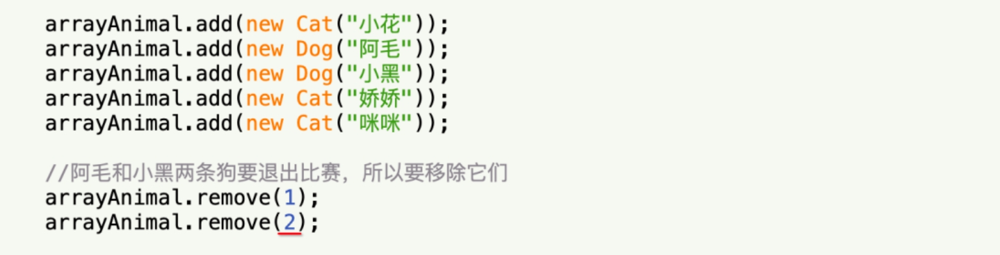 arrayAnimal.add(new Cat("小花"));
arrayAnimal.add(new Dog("阿毛"));
arrayAnimal.add(new Dog("小黑"));
arrayAnimal.add(new Cat("娇娇"));
arrayAnimal.add(new Cat("咪咪"));
//阿毛和小黑两条狗要退出比赛，所以要移除它们
arrayAnimal.remove(1);
arrayAnimal.remove(2);